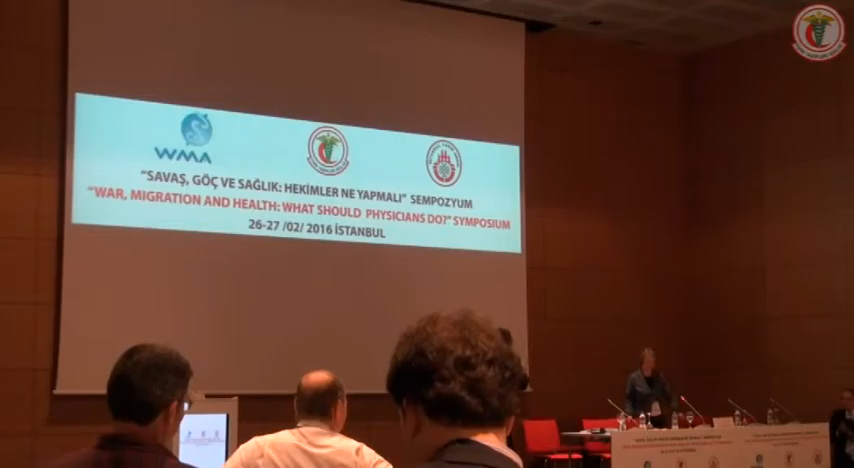 WMA
"SAVAŞ, GÖÇ VE SAĞLIK: HEKİMLER NE YAPMALI" SEMPOZYUM
"WAR, MIGRATION AND HEALTH: WHAT SHOULD PHYSICIANS DO?" SYMPOSIUM
26-27 /02/ 2016 İSTANBUL